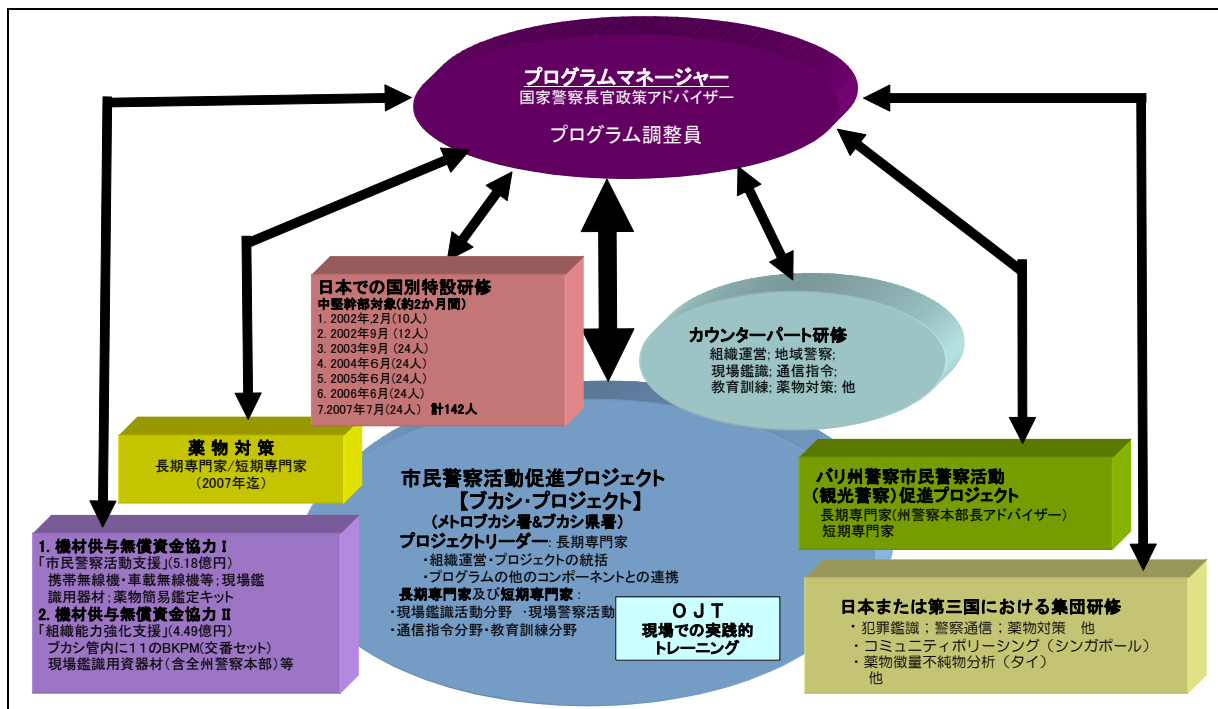 プログラムマネージャー
国家警察長官政策アドバイザー
プログラム調整員
日本での国別特設研修
中堅幹部対象(約2か月間)
1. 2002年,2月(10人)
2. 2002年9月 (12人)
3. 2003年9月 (24人)
4. 2004年6月(24人)
5. 2005年6月(24人)
6. 2006年6月(24人)
7.2007年7月(24人) 計142人
カウンターパート研修
組織運営; 地域警察;
現場鑑識; 通信指令;
教育訓練; 薬物対策; 他
薬 物 対 策
長期専門家/短期専門家
(2007年迄)
市民警察活動促進プロジェクト
【ブカシ・プロジェクト】
(メトロブカシ署&ブカシ県署)
プロジェクトリーダー: 長期専門家
・組織運営・プロジェクトの統括
・プログラムの他のコンポーネントとの連携
長期専門家及び短期専門家:
・現場鑑識活動分野 ・現場警察活動
・通信指令分野・教育訓練分野
OJT
現場での実践的
トレーニング
バリ州警察市民警察活動
(観光警察)促進プロジェクト
長期専門家(州警察本部長アドバイザー)
短期専門家
1. 機材供与無償資金協力 I
「市民警察活動支援」(5.18億円)
携帯無線機・車載無線機等;現場鑑
識用器材;薬物簡易鑑定キット
2. 機材供与無償資金協力 II
「組織能力強化支援」(4.49億円)
ブカシ管内に11のBKPM(交番セット)
現場鑑識用資器材(含全州警察本部)等
日本または第三国における集団研修
・犯罪鑑識;警察通信;薬物対策 他
・コミュニティポリーシング(シンガポール)
・薬物微量不純物分析(タイ)
他